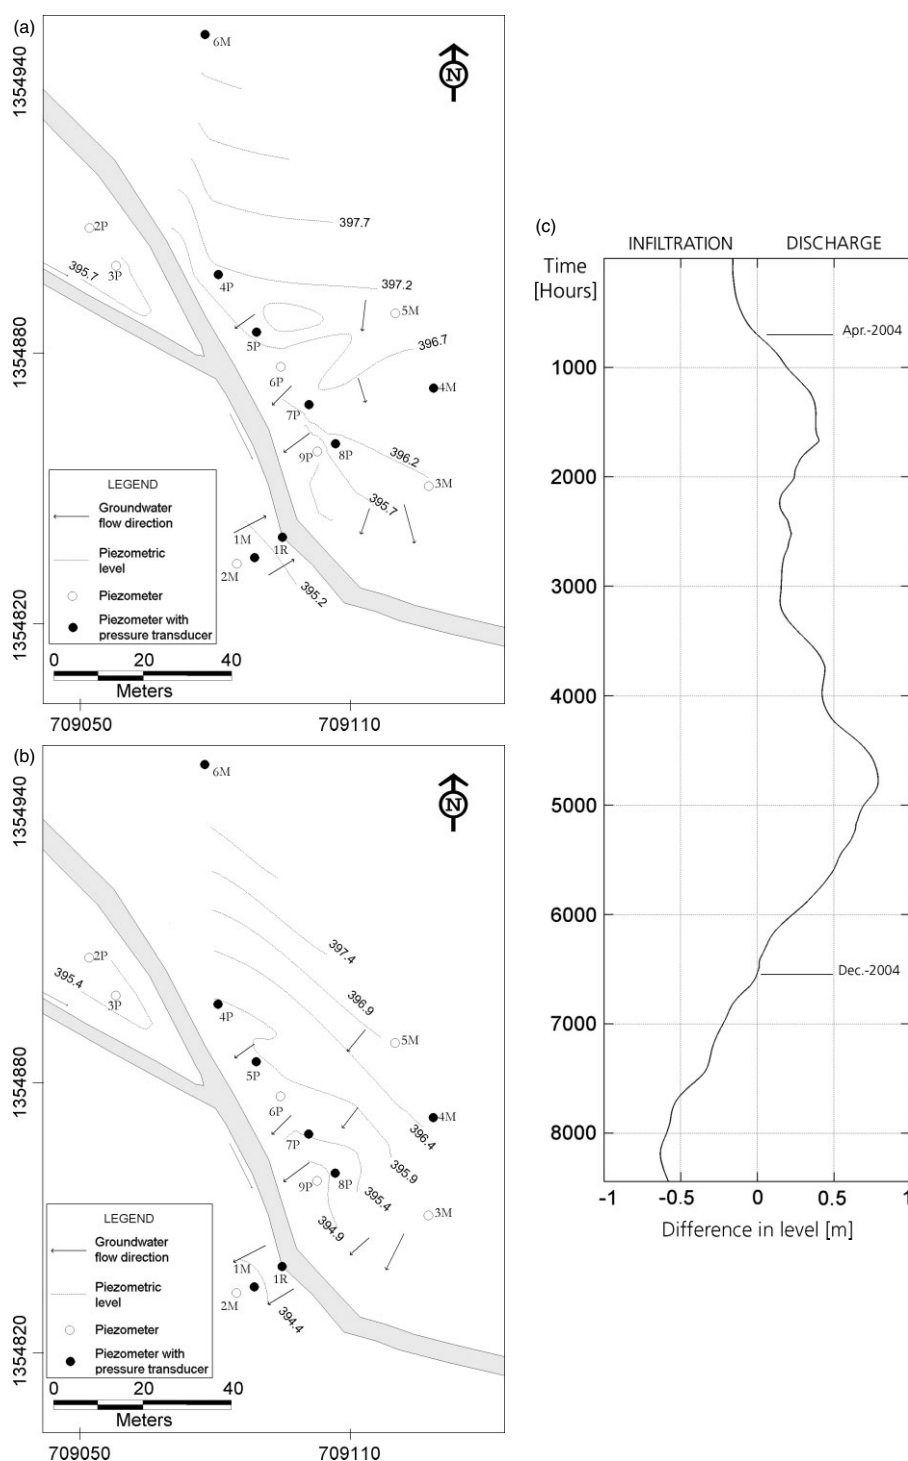 (a)
6M
N
1354940
2P
397.7
3P
395.7
4P
397.2
5M
5P
396.7
1354880
6P
4M
7P
8P
9P
396.2
3M
395.7
LEGEND
Groundwater
flow direction
Piezometric
level
Piezometer
Piezometer with
pressure transducer
1M
1R
2M
395.2
1354820
0 20 40
Meters
709050 709110
(b)
6M
N
1354940
2P
397.4
395.4
3P
396.9
4P
5M
5P
1354880
6P
4M
396.4
7P
395.9
8P
9P
395.4
3M
394.9
LEGEND
Groundwater
flow direction
Piezometric
level
Piezometer
Piezometer with
pressure transducer
1M
1R
2M
394.4
1354820
0 20 40
Meters
709050 709110
(c)
INFILTRATION DISCHARGE
Time
[Hours]
Apr.-2004
1000
2000
3000
4000
5000
6000
Dec.-2004
7000
8000
-1 -0.5 0 0.5 1
Difference in level [m]